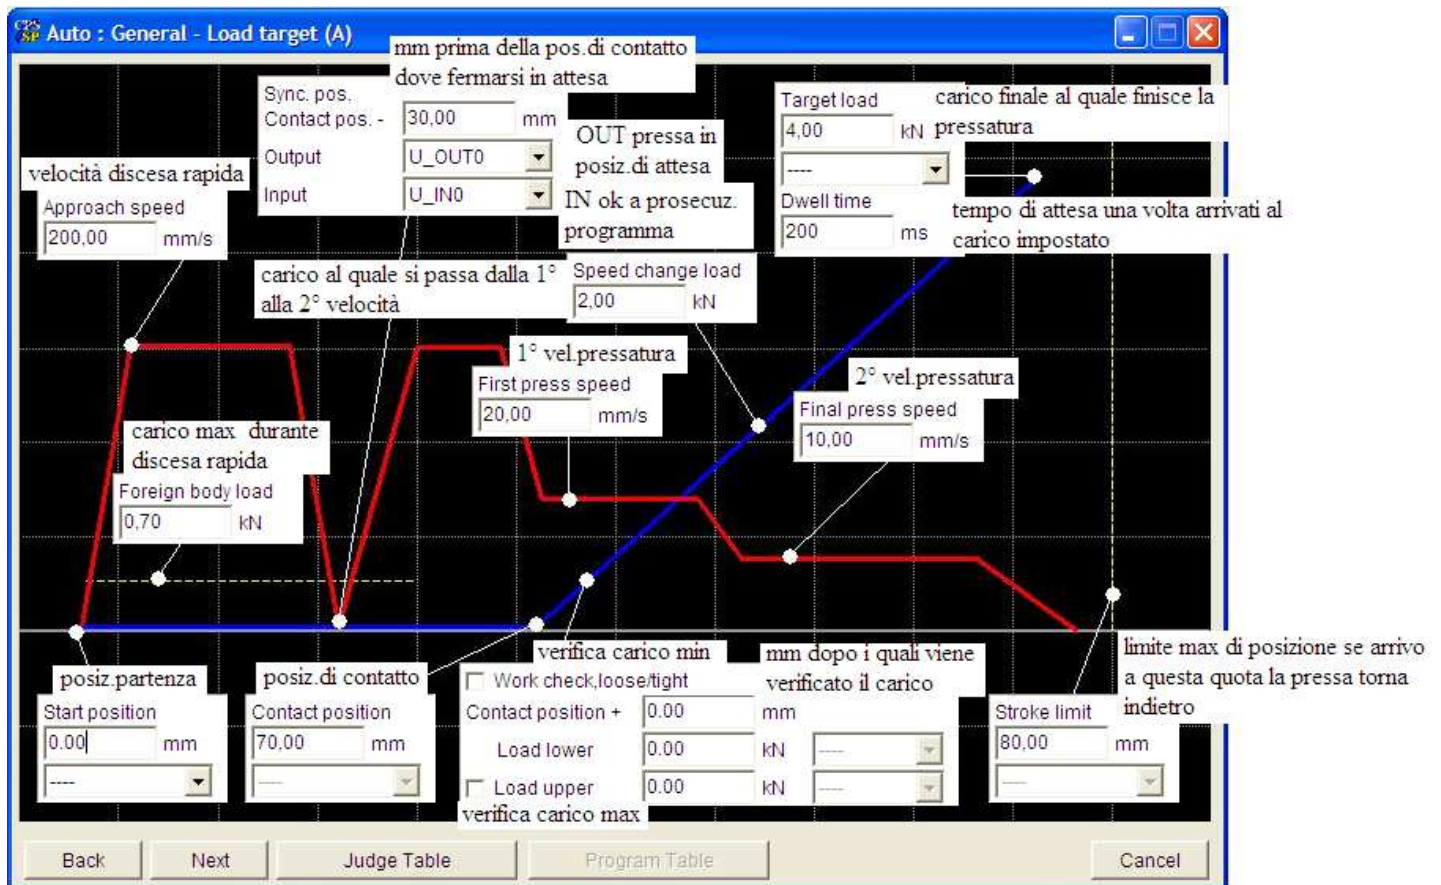 CPS
SP
Auto : General - Load target (A)
mm prima della pos.di contatto
dove fermarsi in attesa
Sync. pos.
Contact pos. -
30,00
mm
Output
U_OUT0
Input
U_IN0
OUT pressa in
posiz.di attesa
IN ok a prosecuz.
programma
Target load
4,00
kN
----
Dwell time
200
ms
carico finale al quale finisce la
pressatura
tempo di attesa una volta arrivati al
carico impostato
velocità discesa rapida
Approach speed
200,00
mm/s
carico al quale si passa dalla 1°
alla 2° velocità
Speed change load
2,00
kN
1° vel.pressatura
First press speed
20,00
mm/s
2° vel.pressatura
Final press speed
10,00
mm/s
carico max durante
discesa rapida
Foreign body load
0,70
kN
posiz.partenza
Start position
0.00
mm
----
posiz.di contatto
Contact position
70,00
mm
----
verifica carico min
Work check,loose/tight
mm dopo i quali viene
verificato il carico
Contact position +
0.00
mm
Load lower
0.00
kN
----
Load upper
0.00
kN
----
verifica carico max
limite max di posizione se arrivo
a questa quota la pressa torna
indietro
Stroke limit
80,00
mm
----
Back
Next
Judge Table
Program Table
Cancel